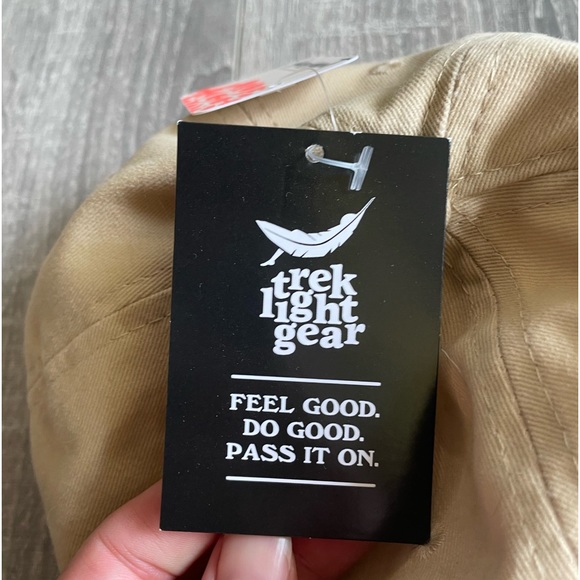 trek
light
gear
FEEL GOOD.
DO GOOD.
PASS IT ON.